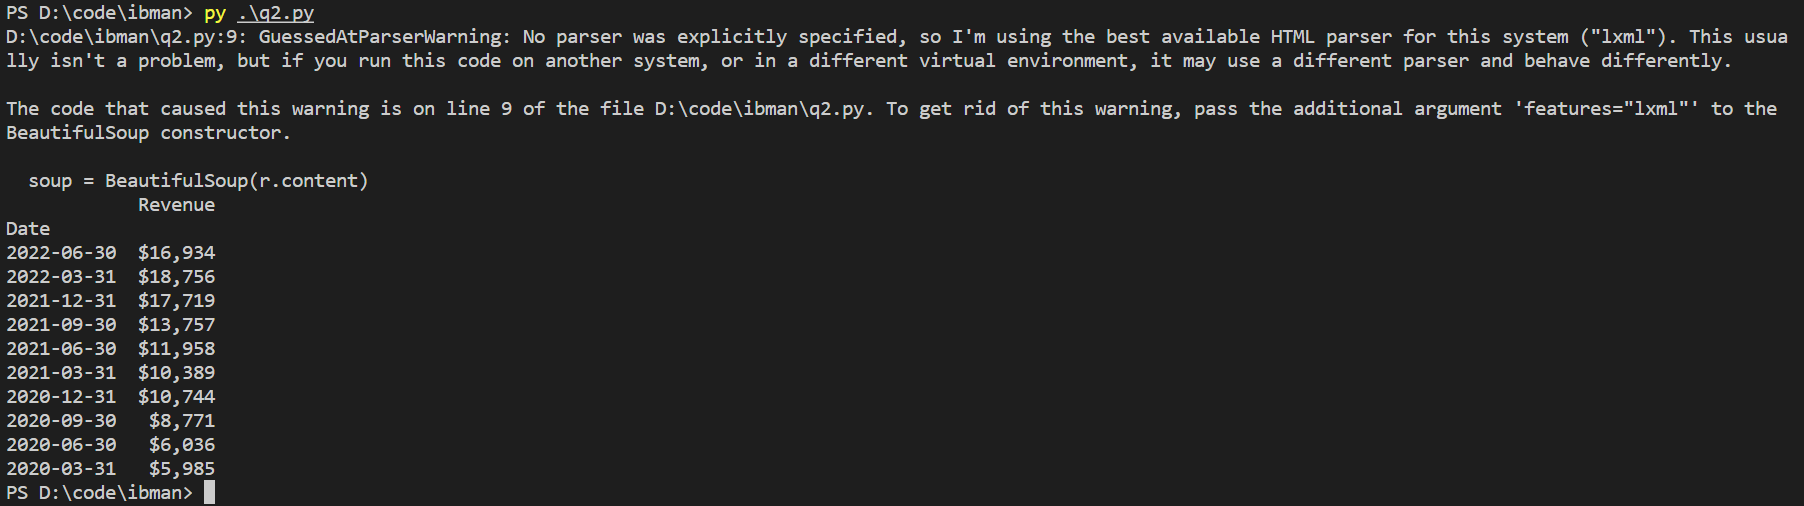 PS D:\code\ibman> py .\q2.py
D:\code\ibman\q2.py:9: GuessedAtParserWarning: No parser was explicitly specified, so I'm using the best available HTML parser for this system ("lxml"). This usua
lly isn't a problem, but if you run this code on another system, or in a different virtual environment, it may use a different parser and behave differently.

The code that caused this warning is on line 9 of the file D:\code\ibman\q2.py. To get rid of this warning, pass the additional argument 'features="lxml"' to the
BeautifulSoup constructor.

  soup = BeautifulSoup(r.content)
            Revenue
Date
2022-06-30  $16,934
2022-03-31  $18,756
2021-12-31  $17,719
2021-09-30  $13,757
2021-06-30  $11,958
2021-03-31  $10,389
2020-12-31  $10,744
2020-09-30   $8,771
2020-06-30   $6,036
2020-03-31   $5,985
PS D:\code\ibman>